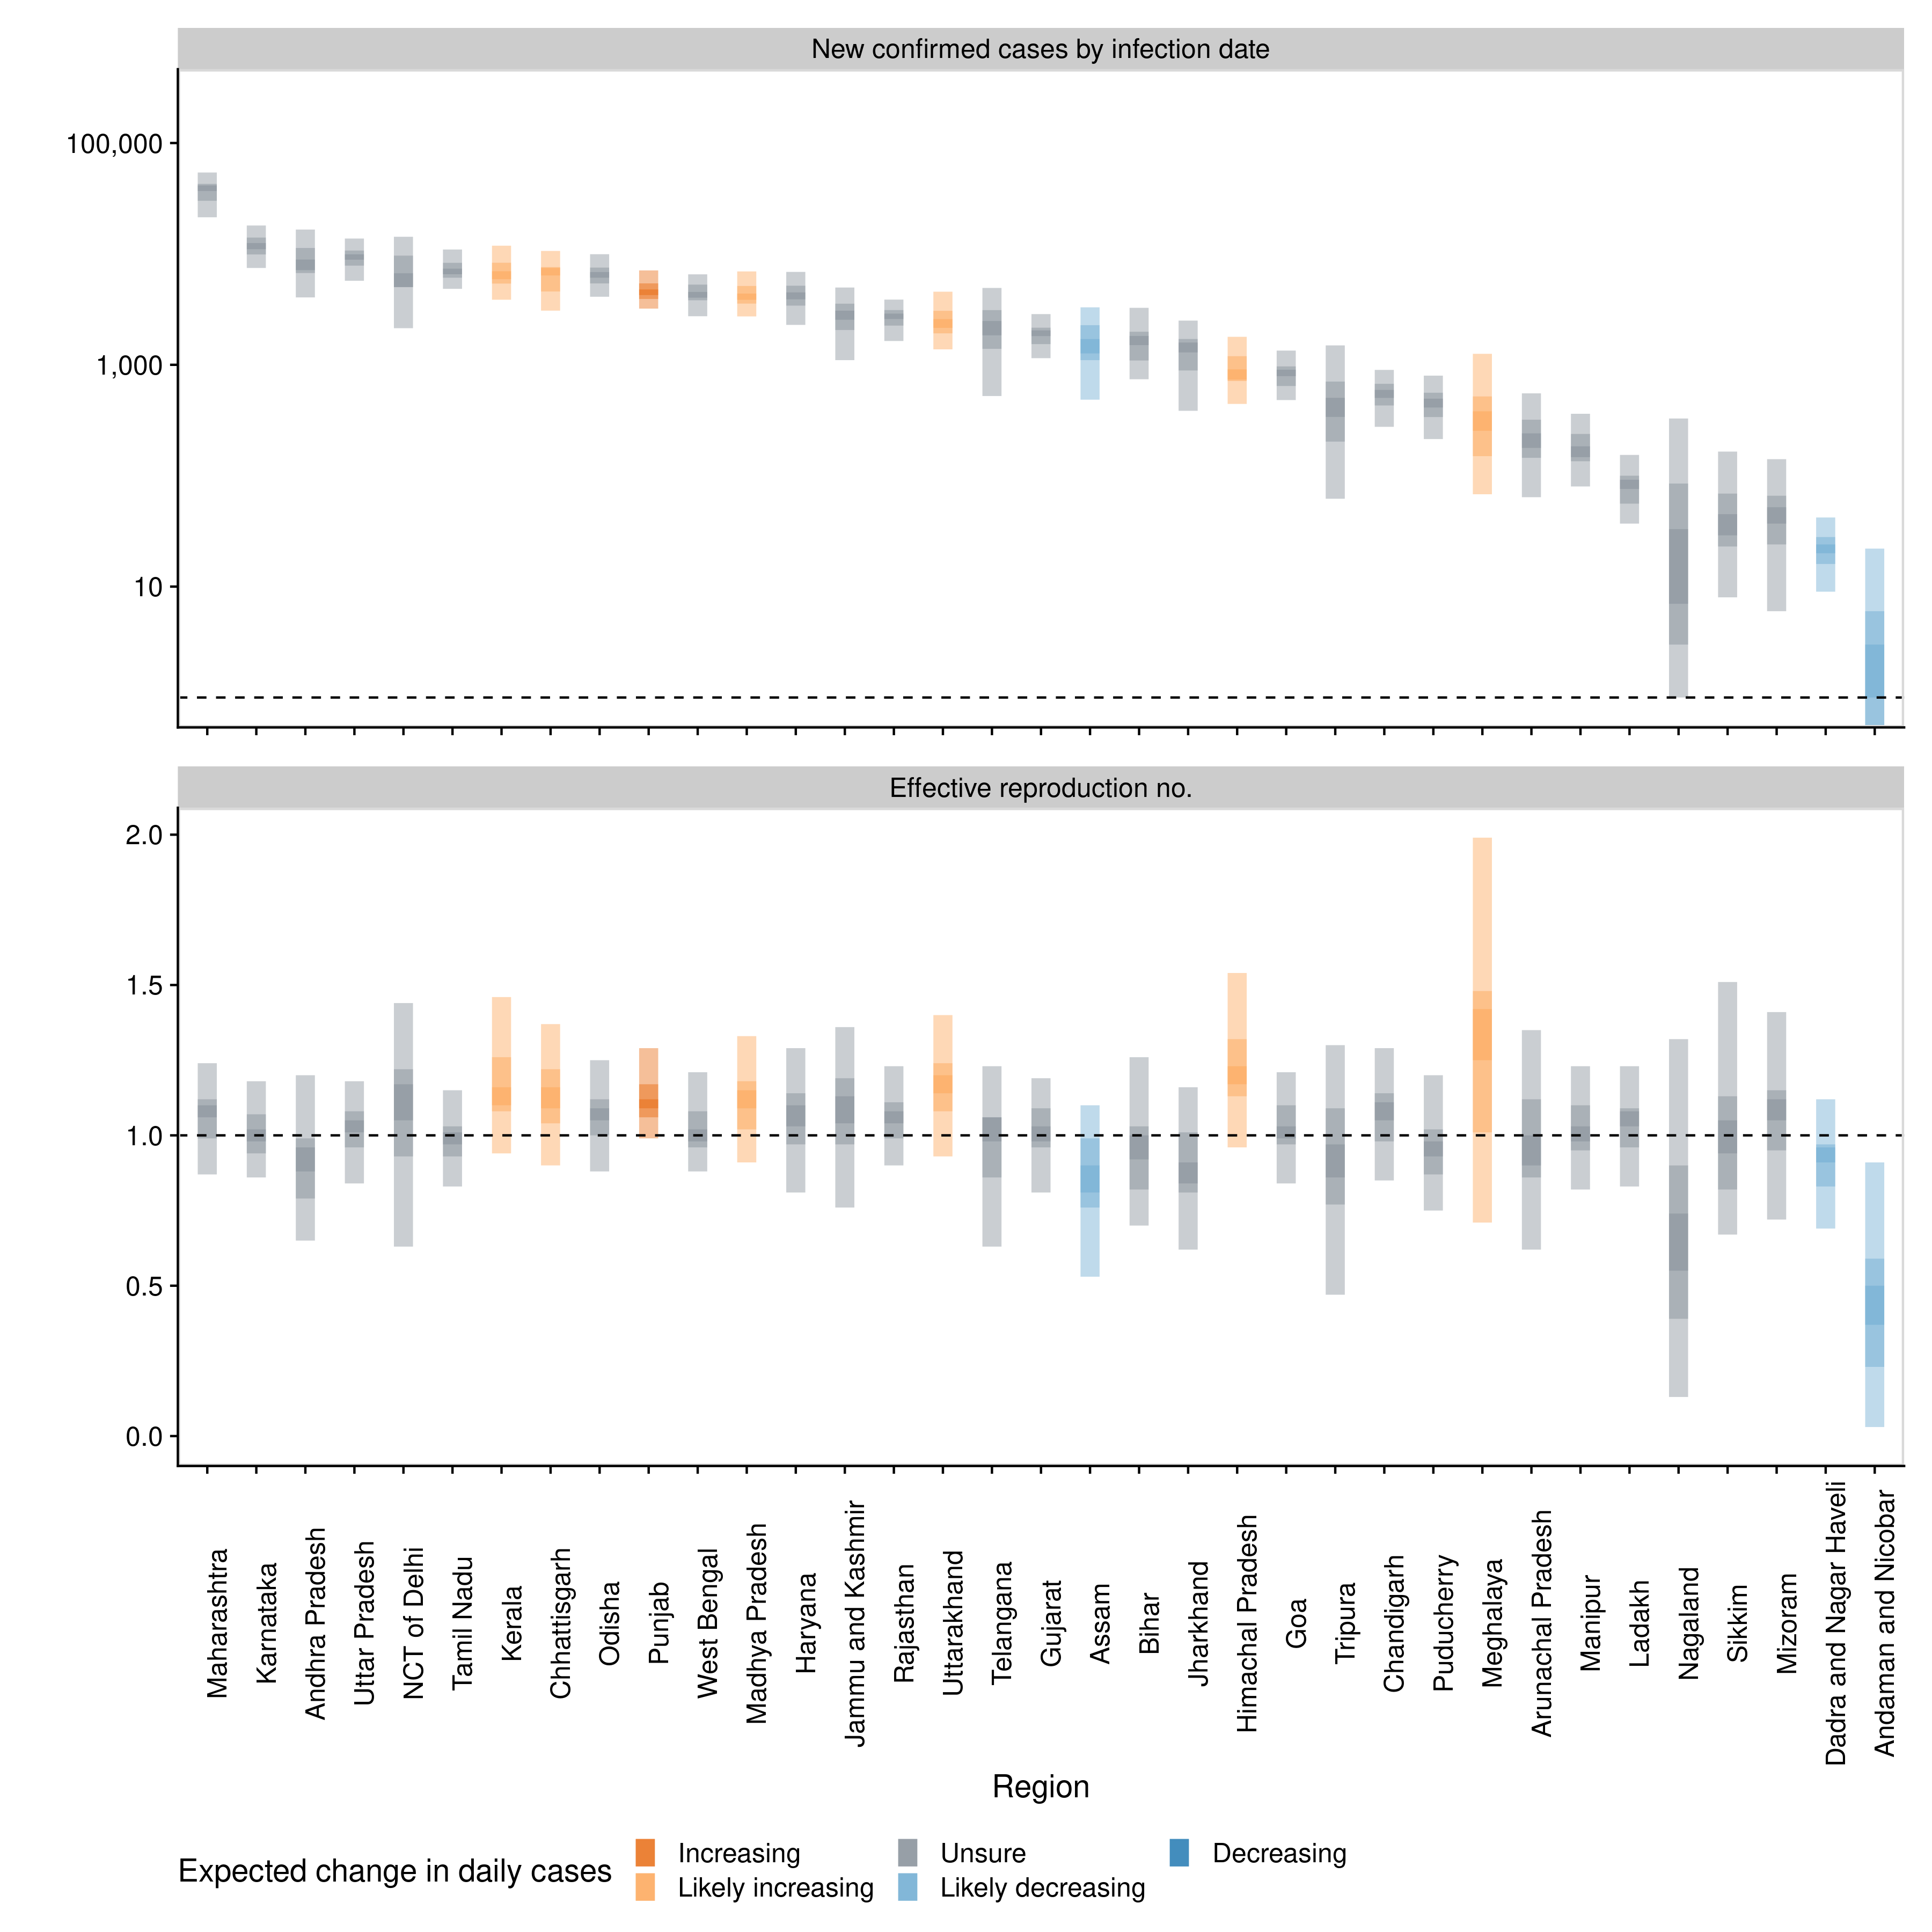 New confirmed cases by infection date
100,000
1,000
10
Effective reproduction no.
2.0
1.5
1.0
0.5
0.0
Maharashtra
Karnataka
Andhra Pradesh
Uttar Pradesh
NCT of Delhi
Tamil Nadu
Kerala
Chhattisgarh
Odisha
Punjab
West Bengal
Madhya Pradesh
Haryana
Jammu and Kashmir
Rajasthan
Uttarakhand
Telangana
Gujarat
Assam
Bihar
Jharkhand
Himachal Pradesh
Goa
Tripura
Chandigarh
Puducherry
Meghalaya
Arunachal Pradesh
Manipur
Ladakh
Nagaland
Sikkim
Mizoram
Dadra and Nagar Haveli
Andaman and Nicobar
Region
Expected change in daily cases
Increasing
Likely increasing
Unsure
Likely decreasing
Decreasing